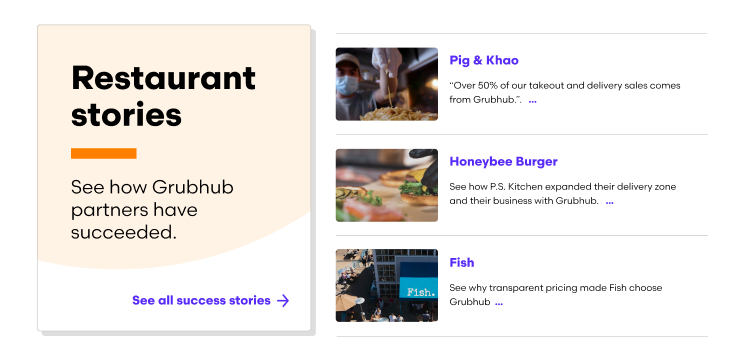 Restaurant
stories
See how Grubhub
partners have
succeeded.
See all success stories →
Pig & Khao
“Over 50% of our takeout and delivery sales comes
from Grubhub.”. ...
Honeybee Burger
See how P.S. Kitchen expanded their delivery zone
and their business with Grubhub. ...
Fish.
Fish
See why transparent pricing made Fish choose
Grubhub ...